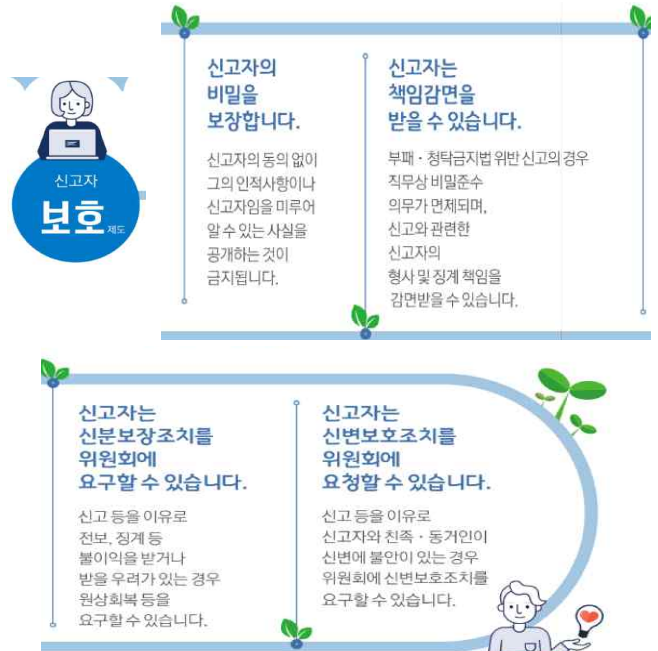 신고자
보호 제도
신고자의
비밀을
보장합니다.
신고자의 동의 없이
그의 인적사항이나
신고자임을 미루어
알 수 있는 사실을
공개하는 것이
금지됩니다.
신고자는
책임감면을
받을 수 있습니다.
부패·청탁금지법 위반 신고의 경우
직무상 비밀준수
의무가 면제되며,
신고와 관련한
신고자의
형사 및 징계 책임을
감면받을 수 있습니다.
신고자는
신분보장조치를
위원회에
요구할 수 있습니다.
신고 등을 이유로
전보, 징계 등
불이익을 받거나
받을 우려가 있는 경우
원상회복 등을
요구할 수 있습니다.
신고자는
신변보호조치를
위원회에
요청할 수 있습니다.
신고 등을 이유로
신고자와 친족·동거인이
신변에 불안이 있는 경우
위원회에 신변보호조치를
요구할 수 있습니다.